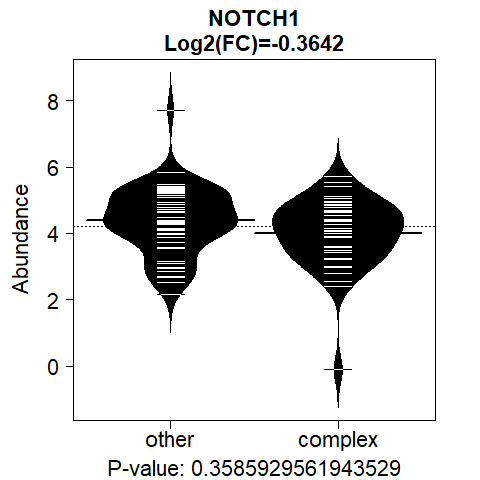 NOTCH1
Log2(FC)=-0.3642
Abundance
8
6
4
2
0
other complex
P-value: 0.3585929561943529